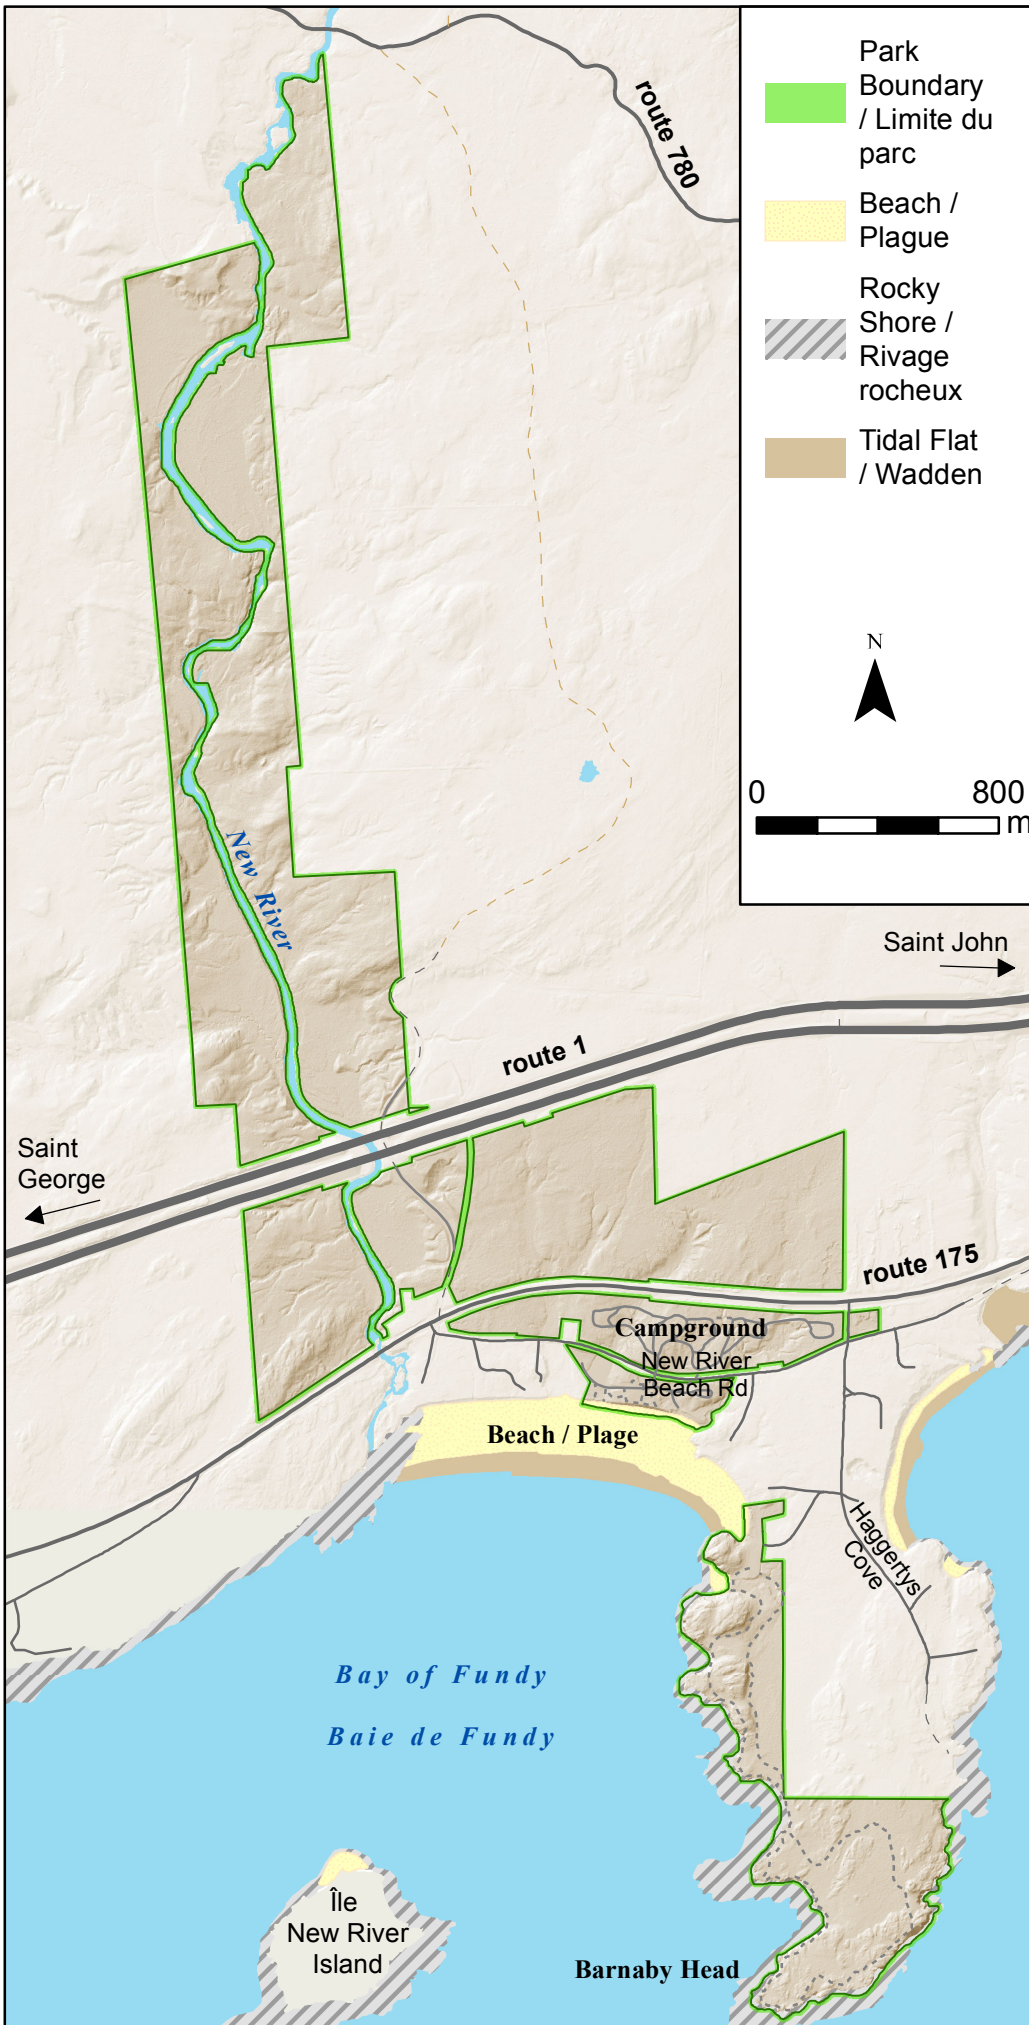 route 780
Park
Boundary
/ Limite du
parc
Beach /
Plague
Rocky
Shore /
Rivage
rocheux
Tidal Flat
/ Wadden
N
0 800
m
New River
Saint John
route 1
Saint
George
route 175
Campground
New River
Beach Rd
Beach / Plage
Haggertys
Cove
Bay of Fundy
Baie de Fundy
Île
New River
Island
Barnaby Head